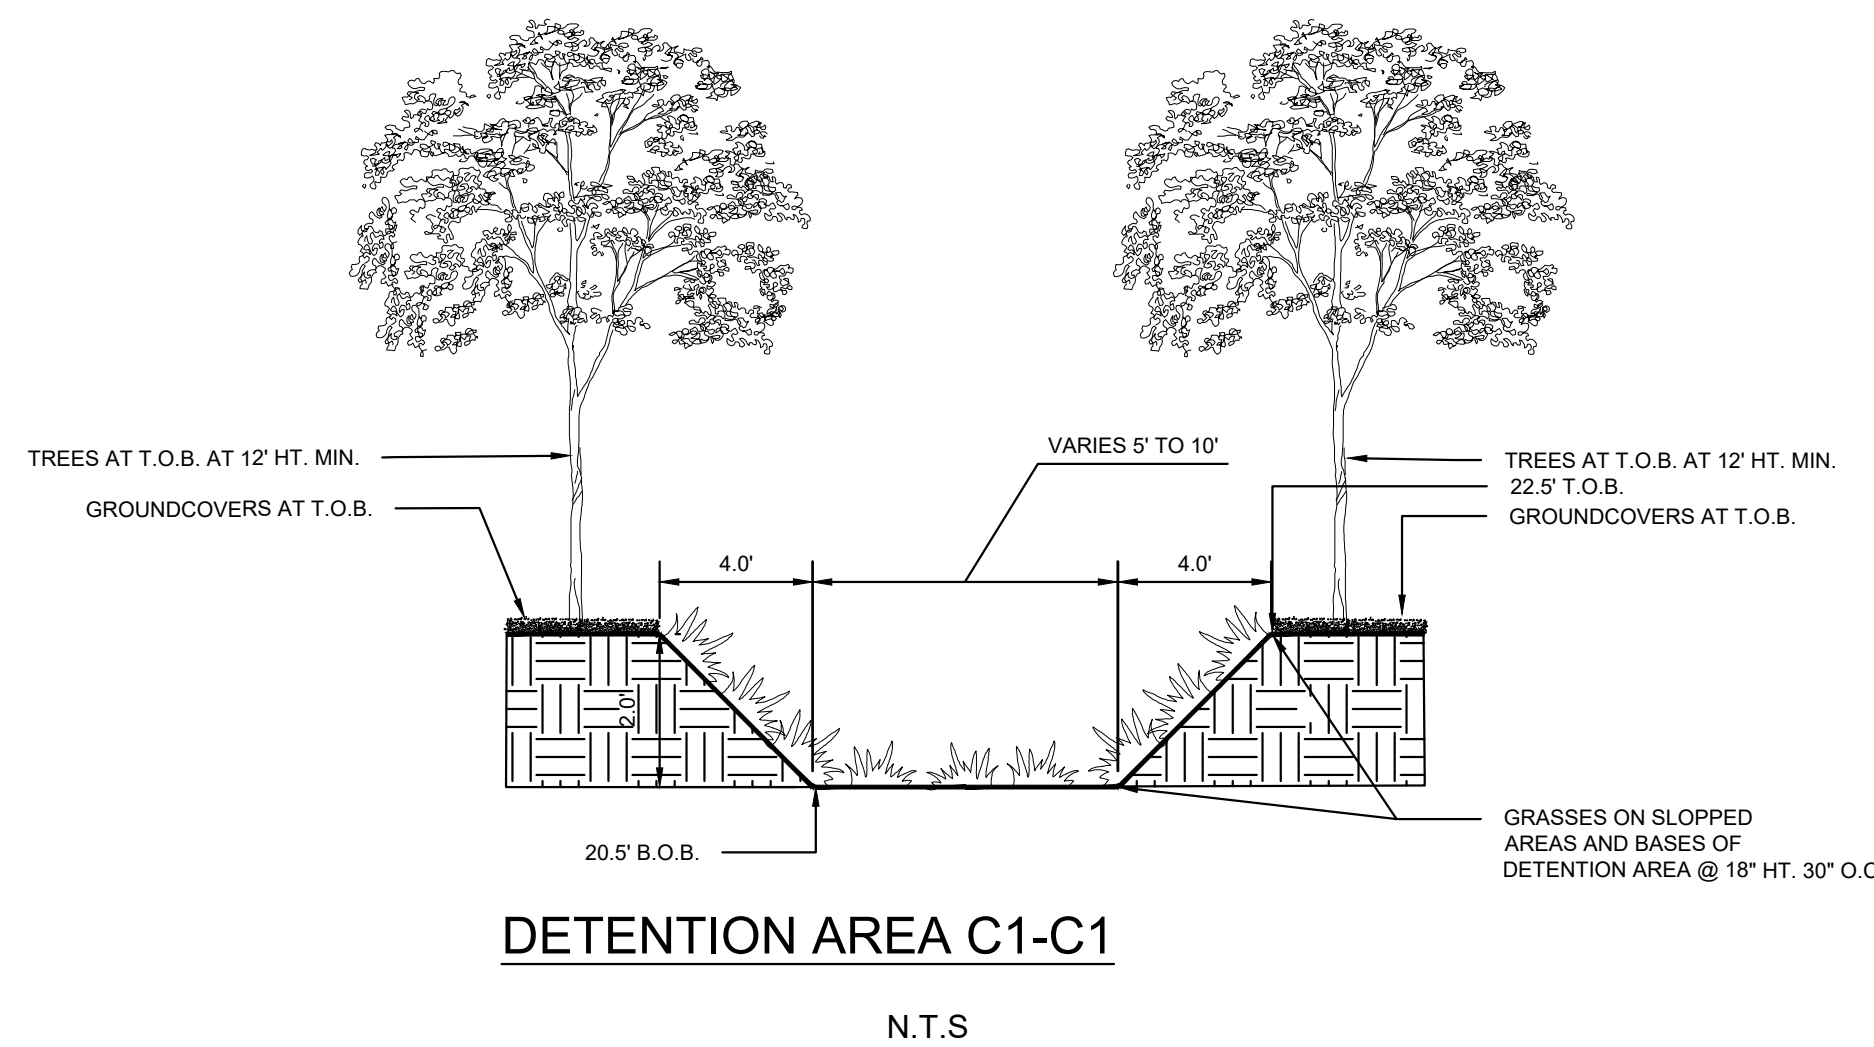 TREES AT T.O.B. AT 12' HT. MIN.
GROUNDCOVERS AT T.O.B.
VARIES 5' TO 10'
TREES AT T.O.B. AT 12' HT. MIN.
22.5' T.O.B.
GROUNDCOVERS AT T.O.B.
4.0'
4.0'
2.0'
20.5' B.O.B.
GRASSES ON SLOPPED
AREAS AND BASES OF
DETENTION AREA @ 18" HT. 30" O.C
DETENTION AREA C1-C1
N.T.S